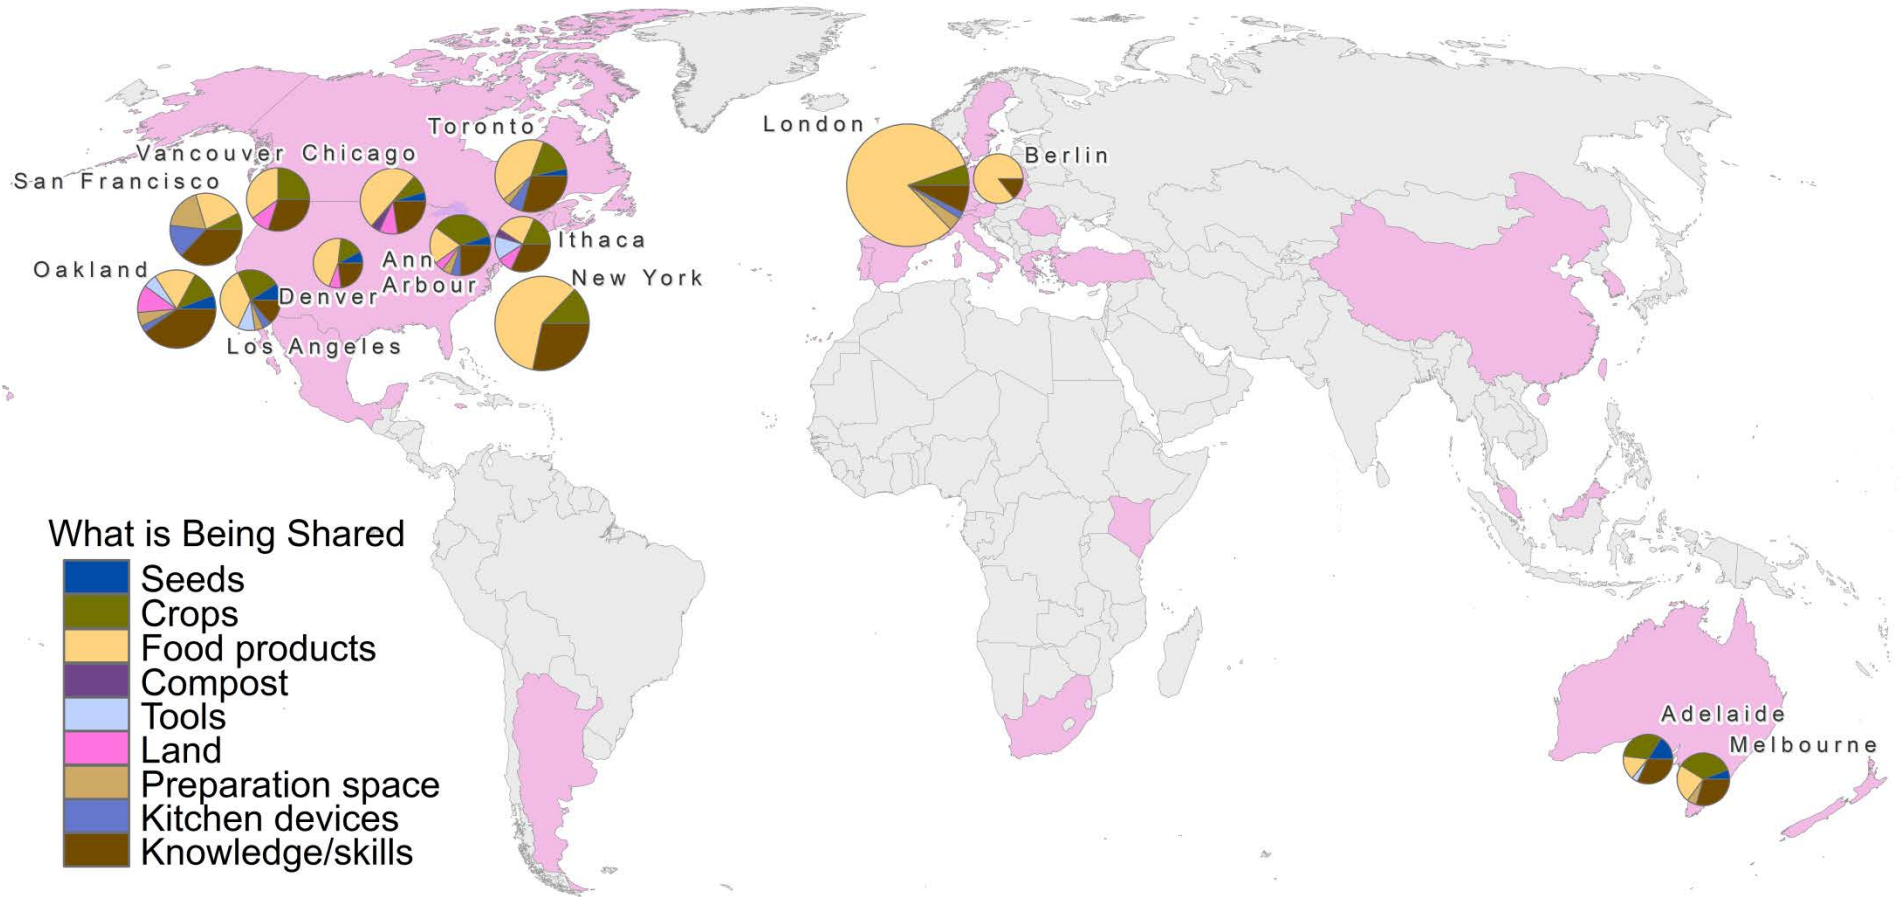 Toronto
London
Vancouver
Chicago
Berlin
San Francisco
Ithaca
Oakland
Ann
Arbour
New York
Denver
Los Angeles
What is Being Shared
Seeds
Crops
Food products
Compost
Tools
Land
Preparation space
Kitchen devices
Knowledge/skills
Adelaide
Melbourne